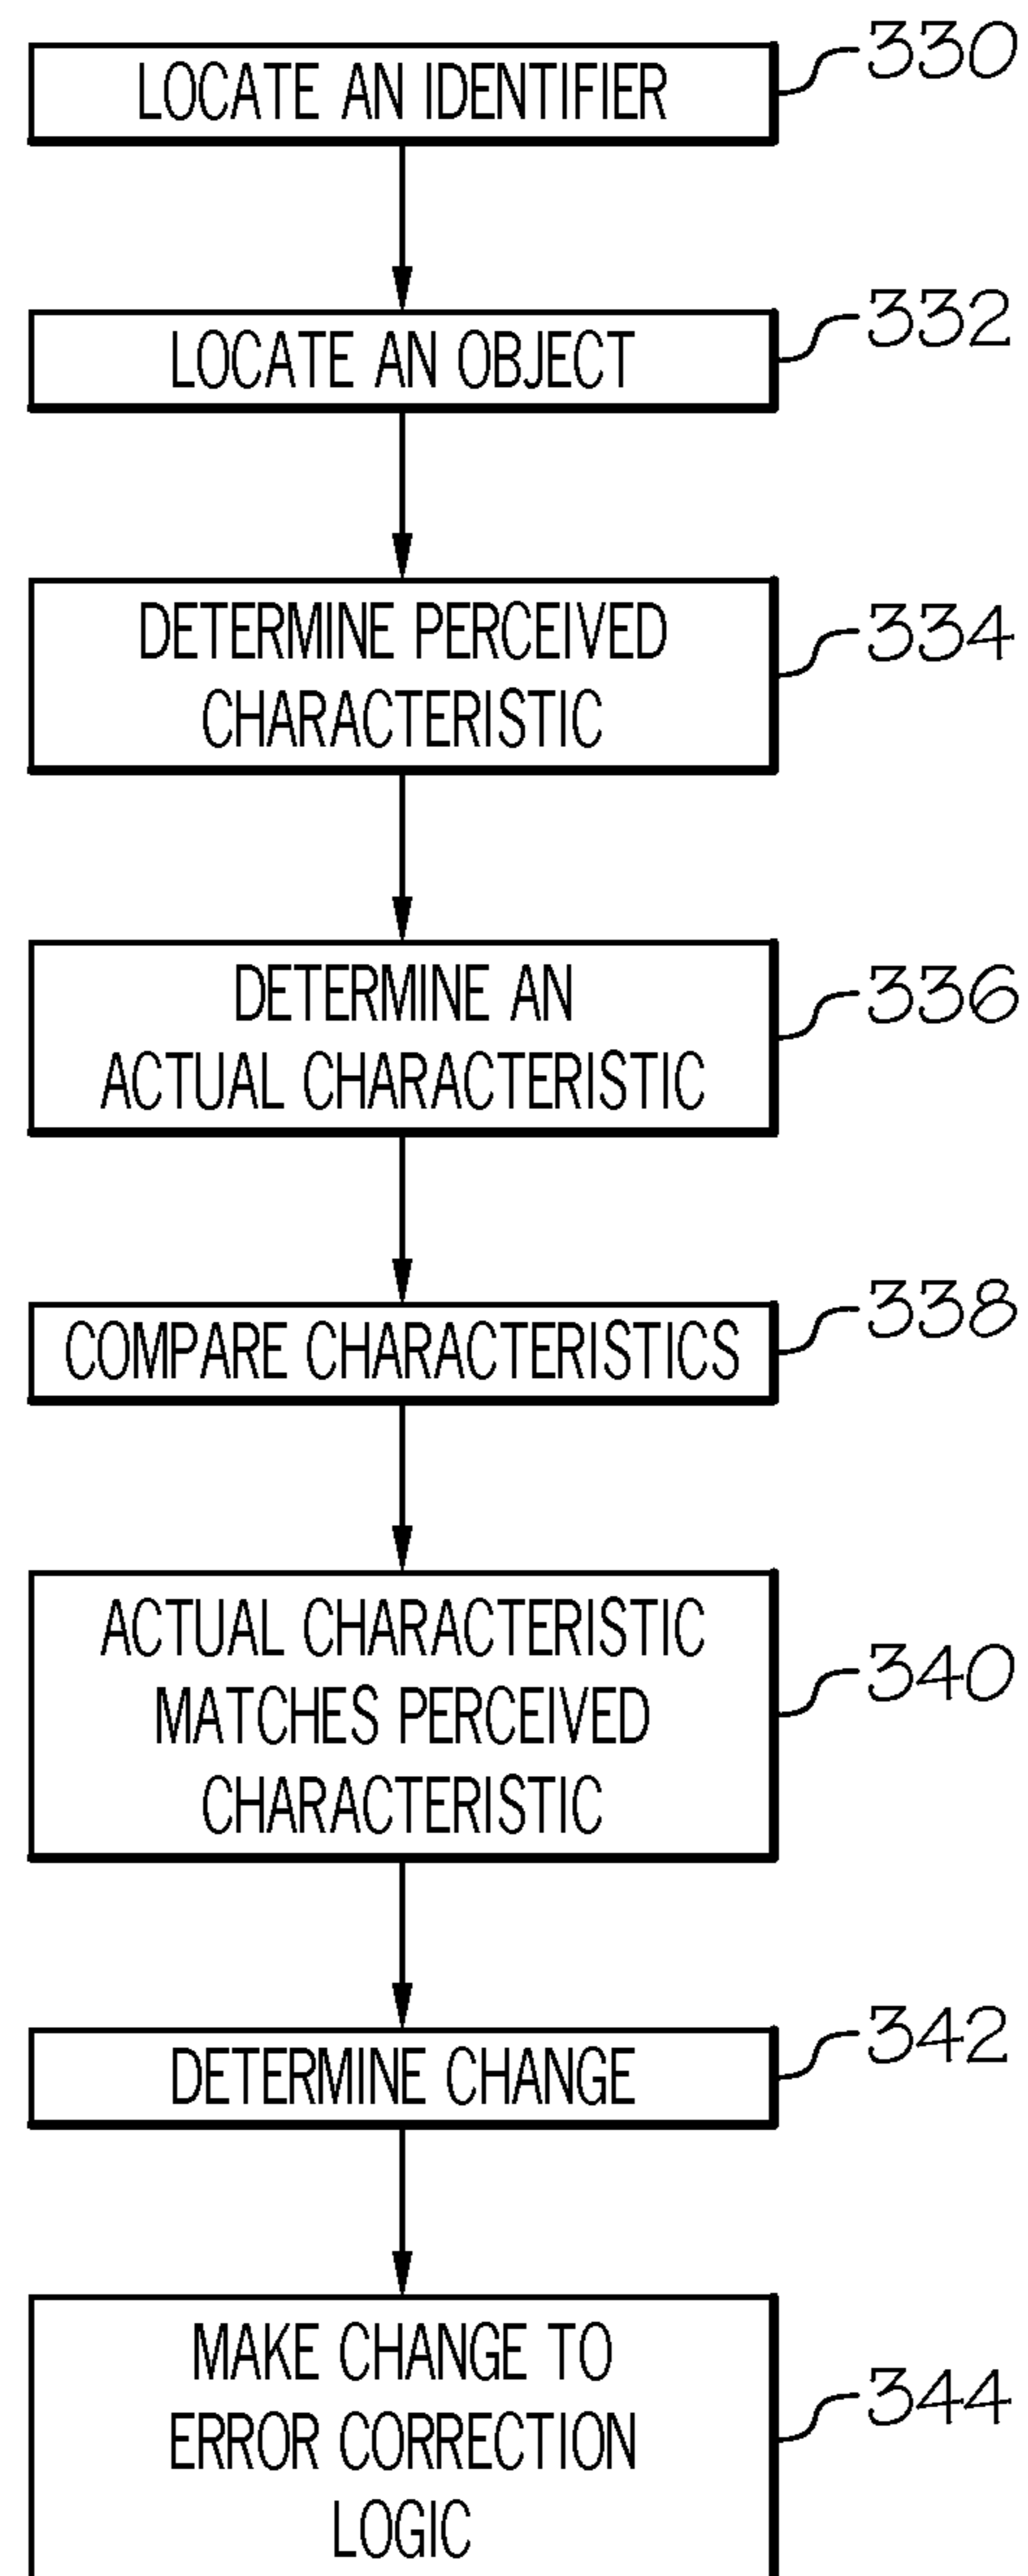 LOCATE AN IDENTIFIER
330
LOCATE AN OBJECT
332
DETERMINE PERCEIVED
CHARACTERISTIC
334
DETERMINE AN
ACTUAL CHARACTERISTIC
336
COMPARE CHARACTERISTICS
338
ACTUAL CHARACTERISTIC
MATCHES PERCEIVED
CHARACTERISTIC
340
DETERMINE CHANGE
342
MAKE CHANGE TO
ERROR CORRECTION
LOGIC
344